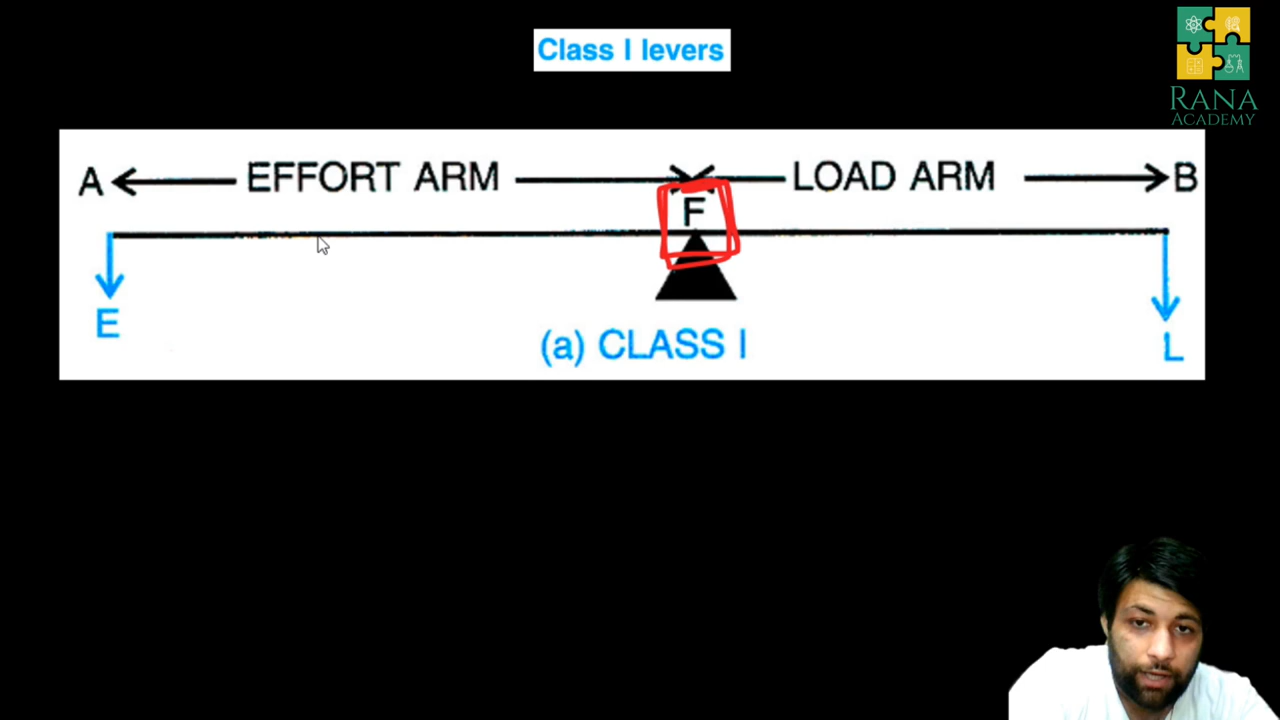 Class I levers
RANA
ACADEMY
A EFFORT ARM LOAD ARM B
F
E
(a) CLASS I
L